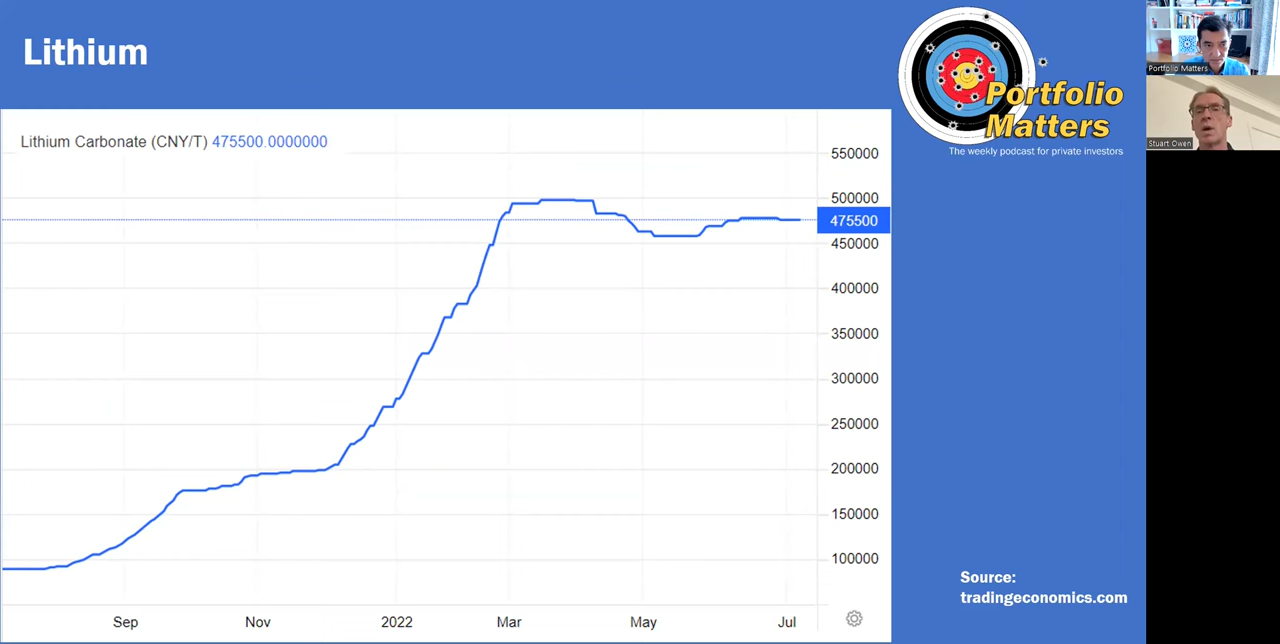 Lithium
Lithium Carbonate (CNY/T) 475500.0000000
550000
500000
475500
450000
400000
350000
300000
250000
200000
150000
100000
Sep Nov 2022 Mar May Jul
Portfolio
Matters
The weekly podcast for private investors
Source:
tradingeconomics.com
Portfolio Matters
Stuart Owen